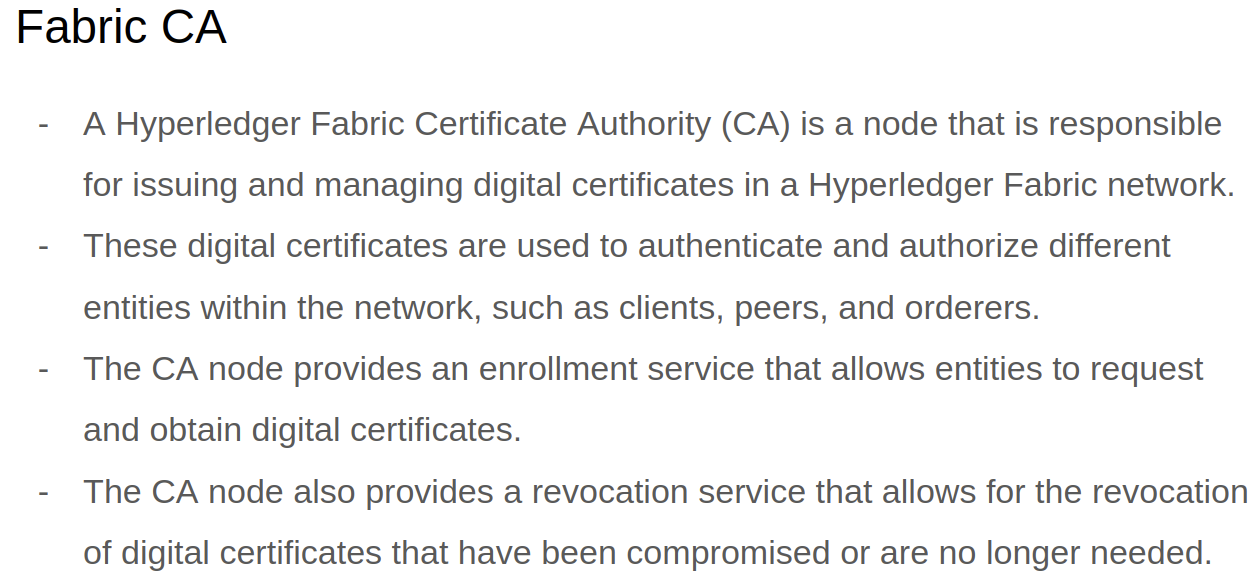 Fabric CA
- A Hyperledger Fabric Certificate Authority (CA) is a node that is responsible
for issuing and managing digital certificates in a Hyperledger Fabric network.
- These digital certificates are used to authenticate and authorize different
entities within the network, such as clients, peers, and orderers.
- The CA node provides an enrollment service that allows entities to request
and obtain digital certificates.
- The CA node also provides a revocation service that allows for the revocation
of digital certificates that have been compromised or are no longer needed.